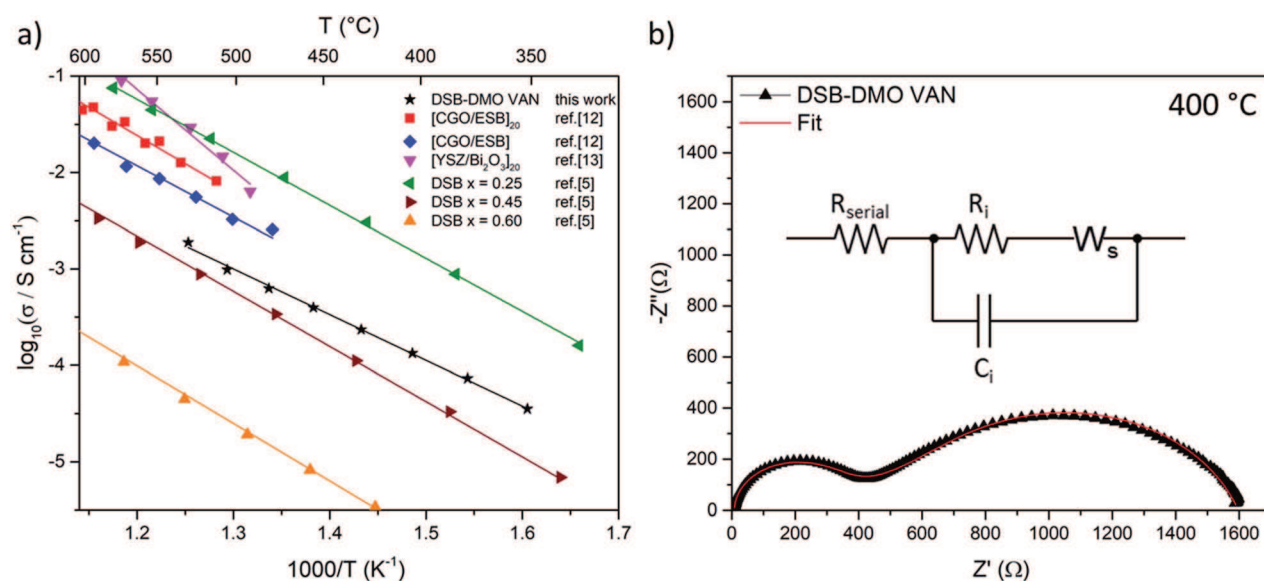 a)
T (°C)
600 550 500 450 400 350
-1
-2
-3
-4
-5
log₁₀(σ / S cm⁻¹)
DSB-DMO VAN this work
[CGO/ESB]₂₀ ref.[12]
[CGO/ESB] ref.[12]
[YSZ/Bi₂O₃]₂₀ ref.[13]
DSB x = 0.25 ref.[5]
DSB x = 0.45 ref.[5]
DSB x = 0.60 ref.[5]
1.2 1.3 1.4 1.5 1.6 1.7
1000/T (K⁻¹)
b)
1600
1400
1200
1000
800
600
400
200
0
-Z"(Ω)
DSB-DMO VAN
Fit
400 °C
R_serial R_i W_s
C_i
0 200 400 600 800 1000 1200 1400 1600
Z' (Ω)